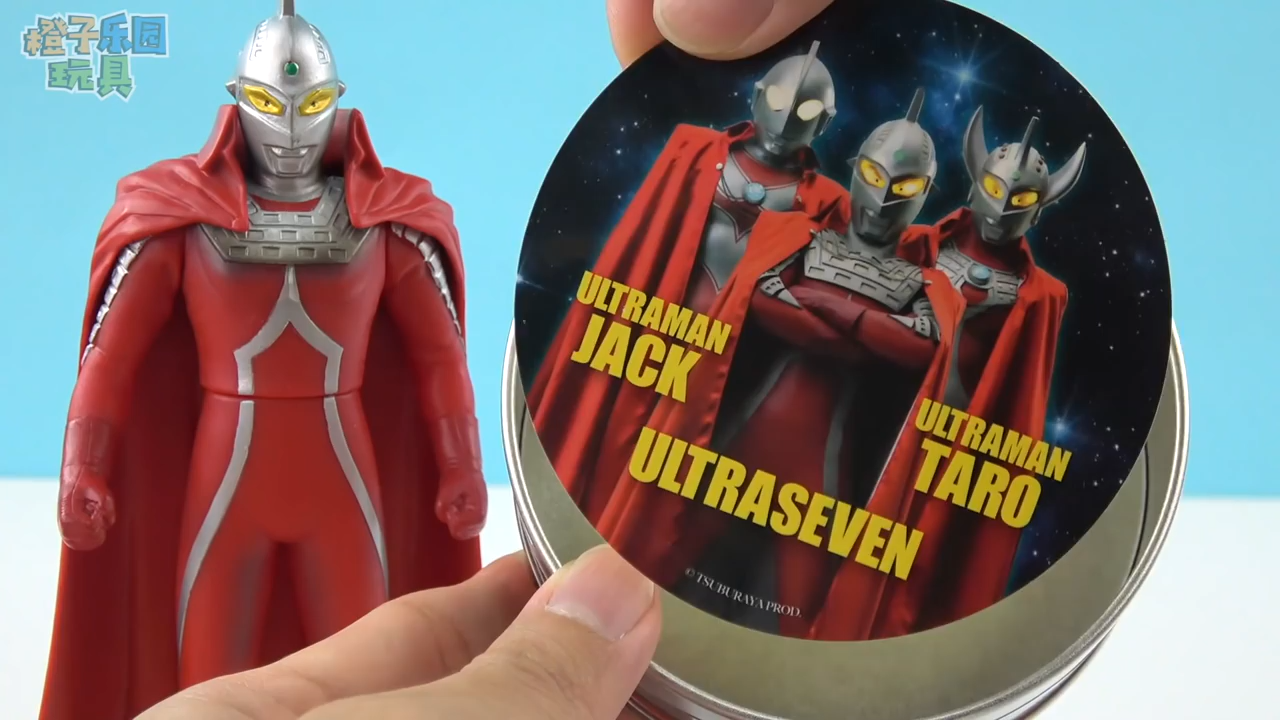 橙子乐园
玩具
ULTRAMAN
JACK
ULTRASEVEN
ULTRAMAN
TARO
© TSUBURAYA PROD.